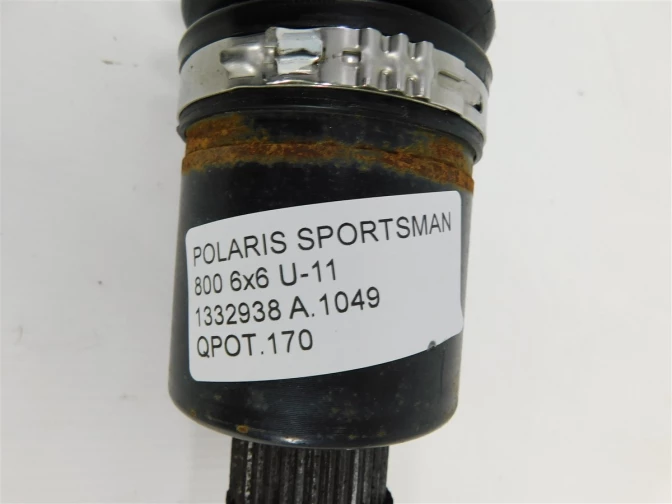 POLARIS SPORTSMAN
800 6x6 U-11
1332938 A.1049
QPOT.170